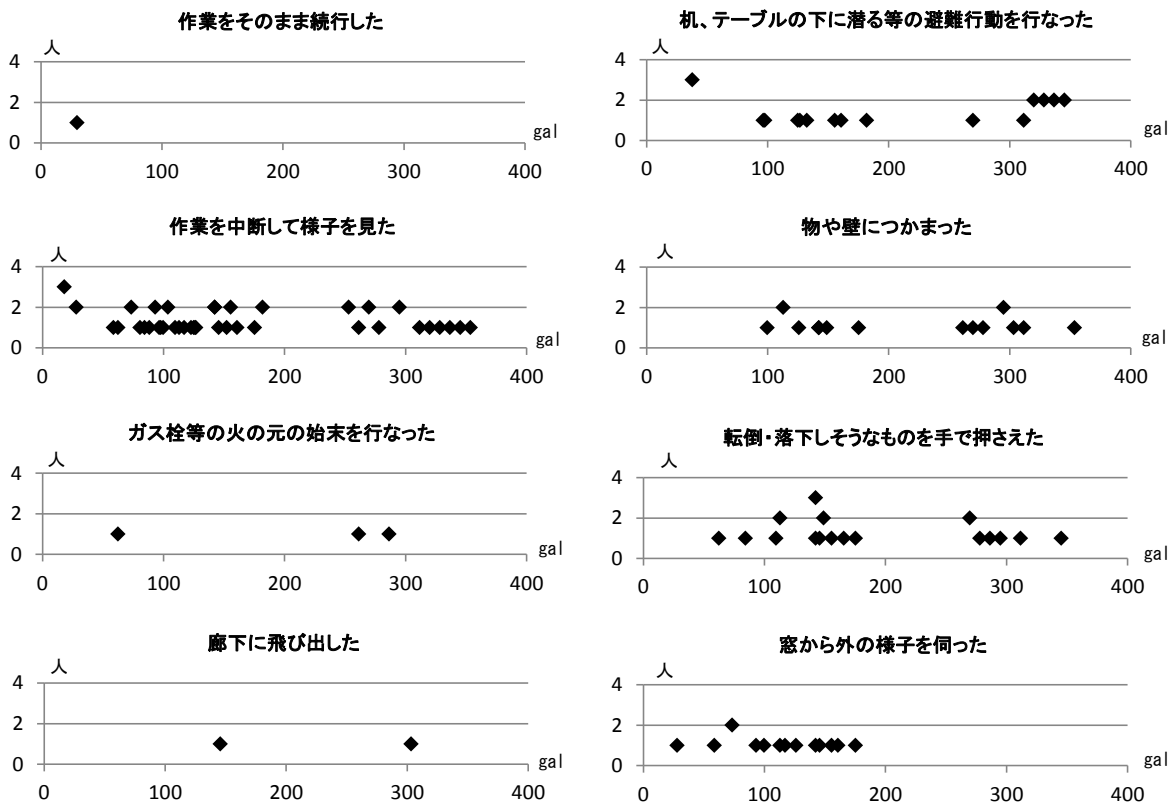 作業をそのまま続行した
人
4
2
0
gal
0 100 200 300 400
机、テーブルの下に潜る等の避難行動を行なった
人
4
2
0
gal
0 100 200 300 400
作業を中断して様子を見た
人
4
2
0
gal
0 100 200 300 400
物や壁につかまった
人
4
2
0
gal
0 100 200 300 400
ガス栓等の火の元の始末を行なった
人
4
2
0
gal
0 100 200 300 400
転倒・落下しそうなものを手で押さえた
人
4
2
0
gal
0 100 200 300 400
廊下に飛び出した
人
4
2
0
gal
0 100 200 300 400
窓から外の様子を伺った
人
4
2
0
gal
0 100 200 300 400